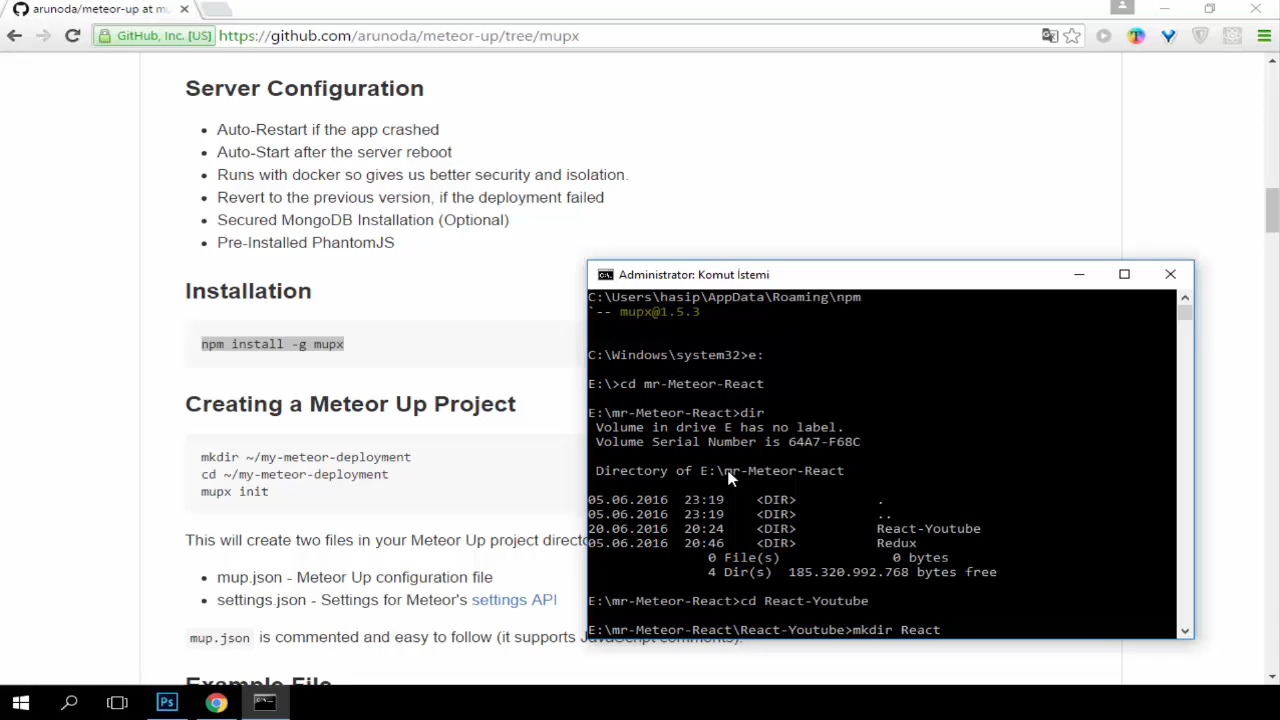 arunoda/meteor-up at m
GitHub, Inc. [US] https://github.com/arunoda/meteor-up/tree/mupx
Server Configuration
Auto-Restart if the app crashed
Auto-Start after the server reboot
Runs with docker so gives us better security and isolation.
Revert to the previous version, if the deployment failed
Secured MongoDB Installation (Optional)
Pre-Installed PhantomJS
Installation
npm install -g mupx
Creating a Meteor Up Project
mkdir ~/my-meteor-deployment
cd ~/my-meteor-deployment
mupx init
This will create two files in your Meteor Up project directo
mup.json - Meteor Up configuration file
settings.json - Settings for Meteor's settings API
mup.json is commented and easy to follow (it supports JavaScript comments).
Example File
Administrator: Komut İstemi
C:\Users\hasip\AppData\Roaming\npm
`-- mupx@1.5.3
C:\Windows\system32>e:
E:\>cd mr-Meteor-React
E:\mr-Meteor-React>dir
Volume in drive E has no label.
Volume Serial Number is 64A7-F68C
Directory of E:\mr-Meteor-React
05.06.2016 23:19 <DIR> .
05.06.2016 23:19 <DIR> ..
20.06.2016 20:24 <DIR> React-Youtube
05.06.2016 20:46 <DIR> Redux
0 File(s) 0 bytes
4 Dir(s) 185.320.992.768 bytes free
E:\mr-Meteor-React>cd React-Youtube
E:\mr-Meteor-React\React-Youtube>mkdir React
Ps